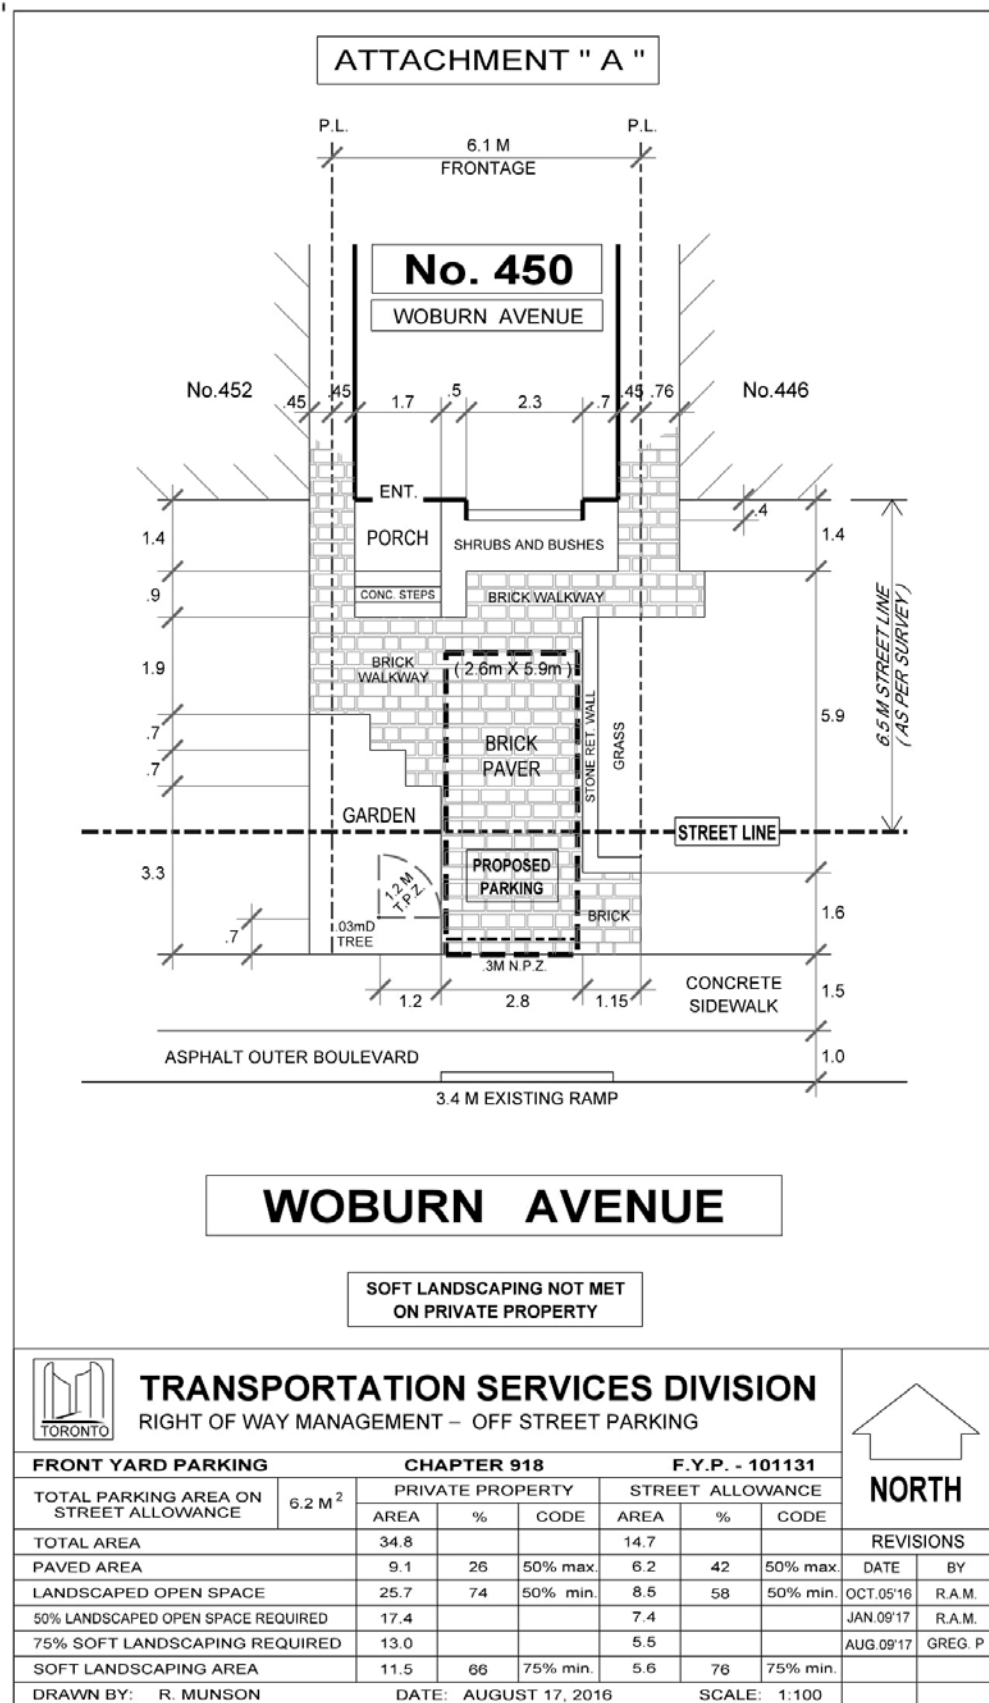 ATTACHMENT " A "
P.L. P.L.
6.1 M
FRONTAGE
No. 450
WOBURN AVENUE
No.452 No.446
.45 .45 1.7 .5 2.3 .7 .45 .76
ENT.
.4
1.4 PORCH SHRUBS AND BUSHES 1.4
.9 CONC. STEPS BRICK WALKWAY
6.5 M STREET LINE
( AS PER SURVEY )
1.9 BRICK
WALKWAY
( 2.6m X 5.9m )
STONE RET. WALL
GRASS
5.9
.7
.7
BRICK
PAVER
GARDEN
STREET LINE
3.3
PROPOSED
PARKING
1.2 M
T.P.Z.
.03mD
TREE
.7
BRICK
1.6
.3M N.P.Z.
1.2 2.8 1.15
CONCRETE
SIDEWALK
1.5
ASPHALT OUTER BOULEVARD
1.0
3.4 M EXISTING RAMP
WOBURN AVENUE
SOFT LANDSCAPING NOT MET
ON PRIVATE PROPERTY
TORONTO
TRANSPORTATION SERVICES DIVISION
RIGHT OF WAY MANAGEMENT – OFF STREET PARKING
NORTH
FRONT YARD PARKING CHAPTER 918 F.Y.P. - 101131
TOTAL PARKING AREA ON
STREET ALLOWANCE
6.2 M²
PRIVATE PROPERTY STREET ALLOWANCE
AREA % CODE AREA % CODE
TOTAL AREA 34.8 14.7 REVISIONS
PAVED AREA 9.1 26 50% max. 6.2 42 50% max. DATE BY
LANDSCAPED OPEN SPACE 25.7 74 50% min. 8.5 58 50% min. OCT.05'16 R.A.M.
50% LANDSCAPED OPEN SPACE REQUIRED 17.4 7.4 JAN.09'17 R.A.M.
75% SOFT LANDSCAPING REQUIRED 13.0 5.5 AUG.09'17 GREG. P
SOFT LANDSCAPING AREA 11.5 66 75% min. 5.6 76 75% min.
DRAWN BY: R. MUNSON DATE: AUGUST 17, 2016 SCALE: 1:100